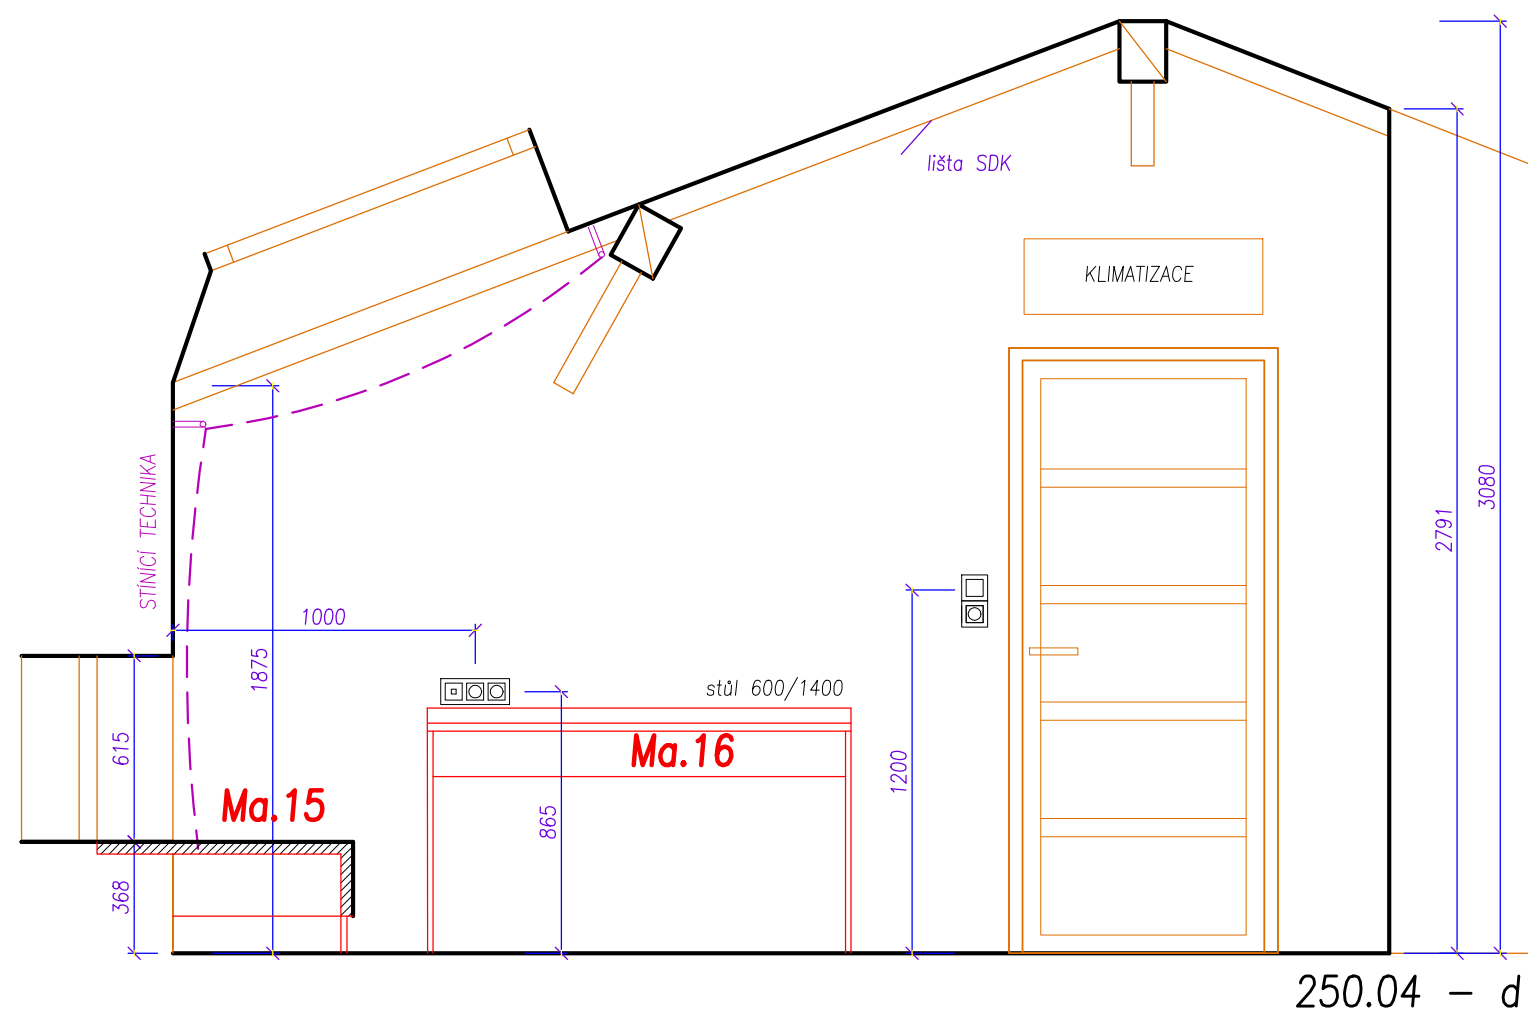 lišta SDK
KLIMATIZACE
STÍNÍCÍ TECHNIKA
3080
2791
1000
1875
stůl 600/1400
Ma.16
615
1200
Ma.15
865
368
250.04 - d